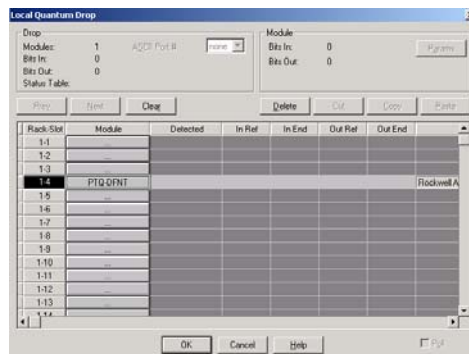 Local Quantum Drop
Drop
Modules: 1 ASCII Port #: none
Bits In: 0
Bits Out: 0
Status Table:
Module
Bits In: 0
Bits Out: 0
Params
Prev Next Clear Delete Cut Copy Paste
Rack-Slot Module Detected In Ref In End Out Ref Out End
1-1 ...
1-2 ...
1-3 ...
1-4 PTQ-DFNT Rockwell A
1-5 ...
1-6 ...
1-7 ...
1-8 ...
1-9 ...
1-10 ...
1-11 ...
1-12 ...
1-13 ...
1-14
OK Cancel Help Poll